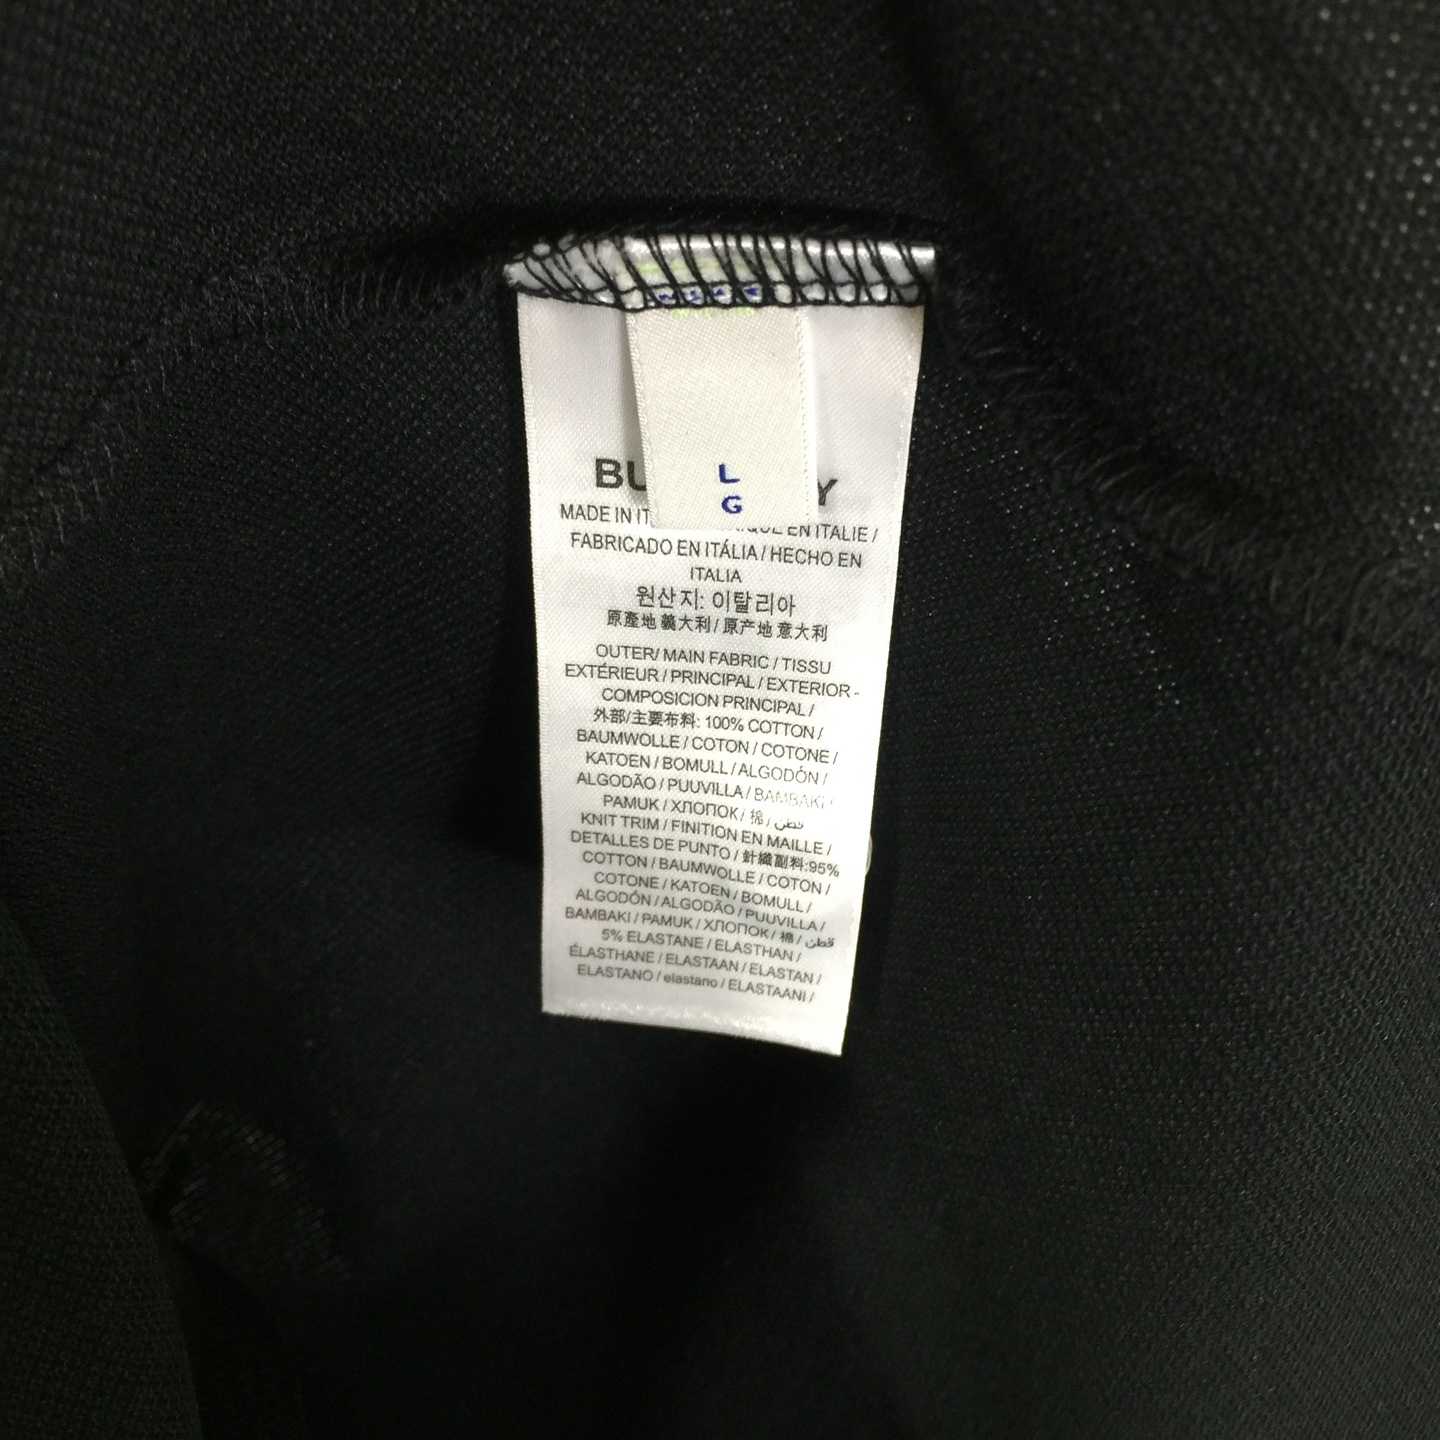 L
G
BU Y
MADE IN IT EN ITALIE /
FABRICADO EN ITÁLIA / HECHO EN
ITALIA
원산지: 이탈리아
原產地 義大利 / 原产地 意大利
OUTER/ MAIN FABRIC / TISSU
EXTÉRIEUR / PRINCIPAL / EXTERIOR -
COMPOSICION PRINCIPAL /
外部/主要布料: 100% COTTON /
BAUMWOLLE / COTON / COTONE /
KATOEN / BOMULL / ALGODÓN /
ALGODÃO / PUUVILLA / BAMBAKI /
PAMUK / ХЛОПОК / 棉 / قطن /
KNIT TRIM / FINITION EN MAILLE /
DETALLES DE PUNTO / 針織副料:95%
COTTON / BAUMWOLLE / COTON /
COTONE / KATOEN / BOMULL /
ALGODÓN / ALGODÃO / PUUVILLA /
BAMBAKI / PAMUK / ХЛОПОК / 棉 / قطن /
5% ELASTANE / ELASTHAN /
ÉLASTHANE / ELASTAAN / ELASTAN /
ELASTANO / elastano / ELASTAANI /